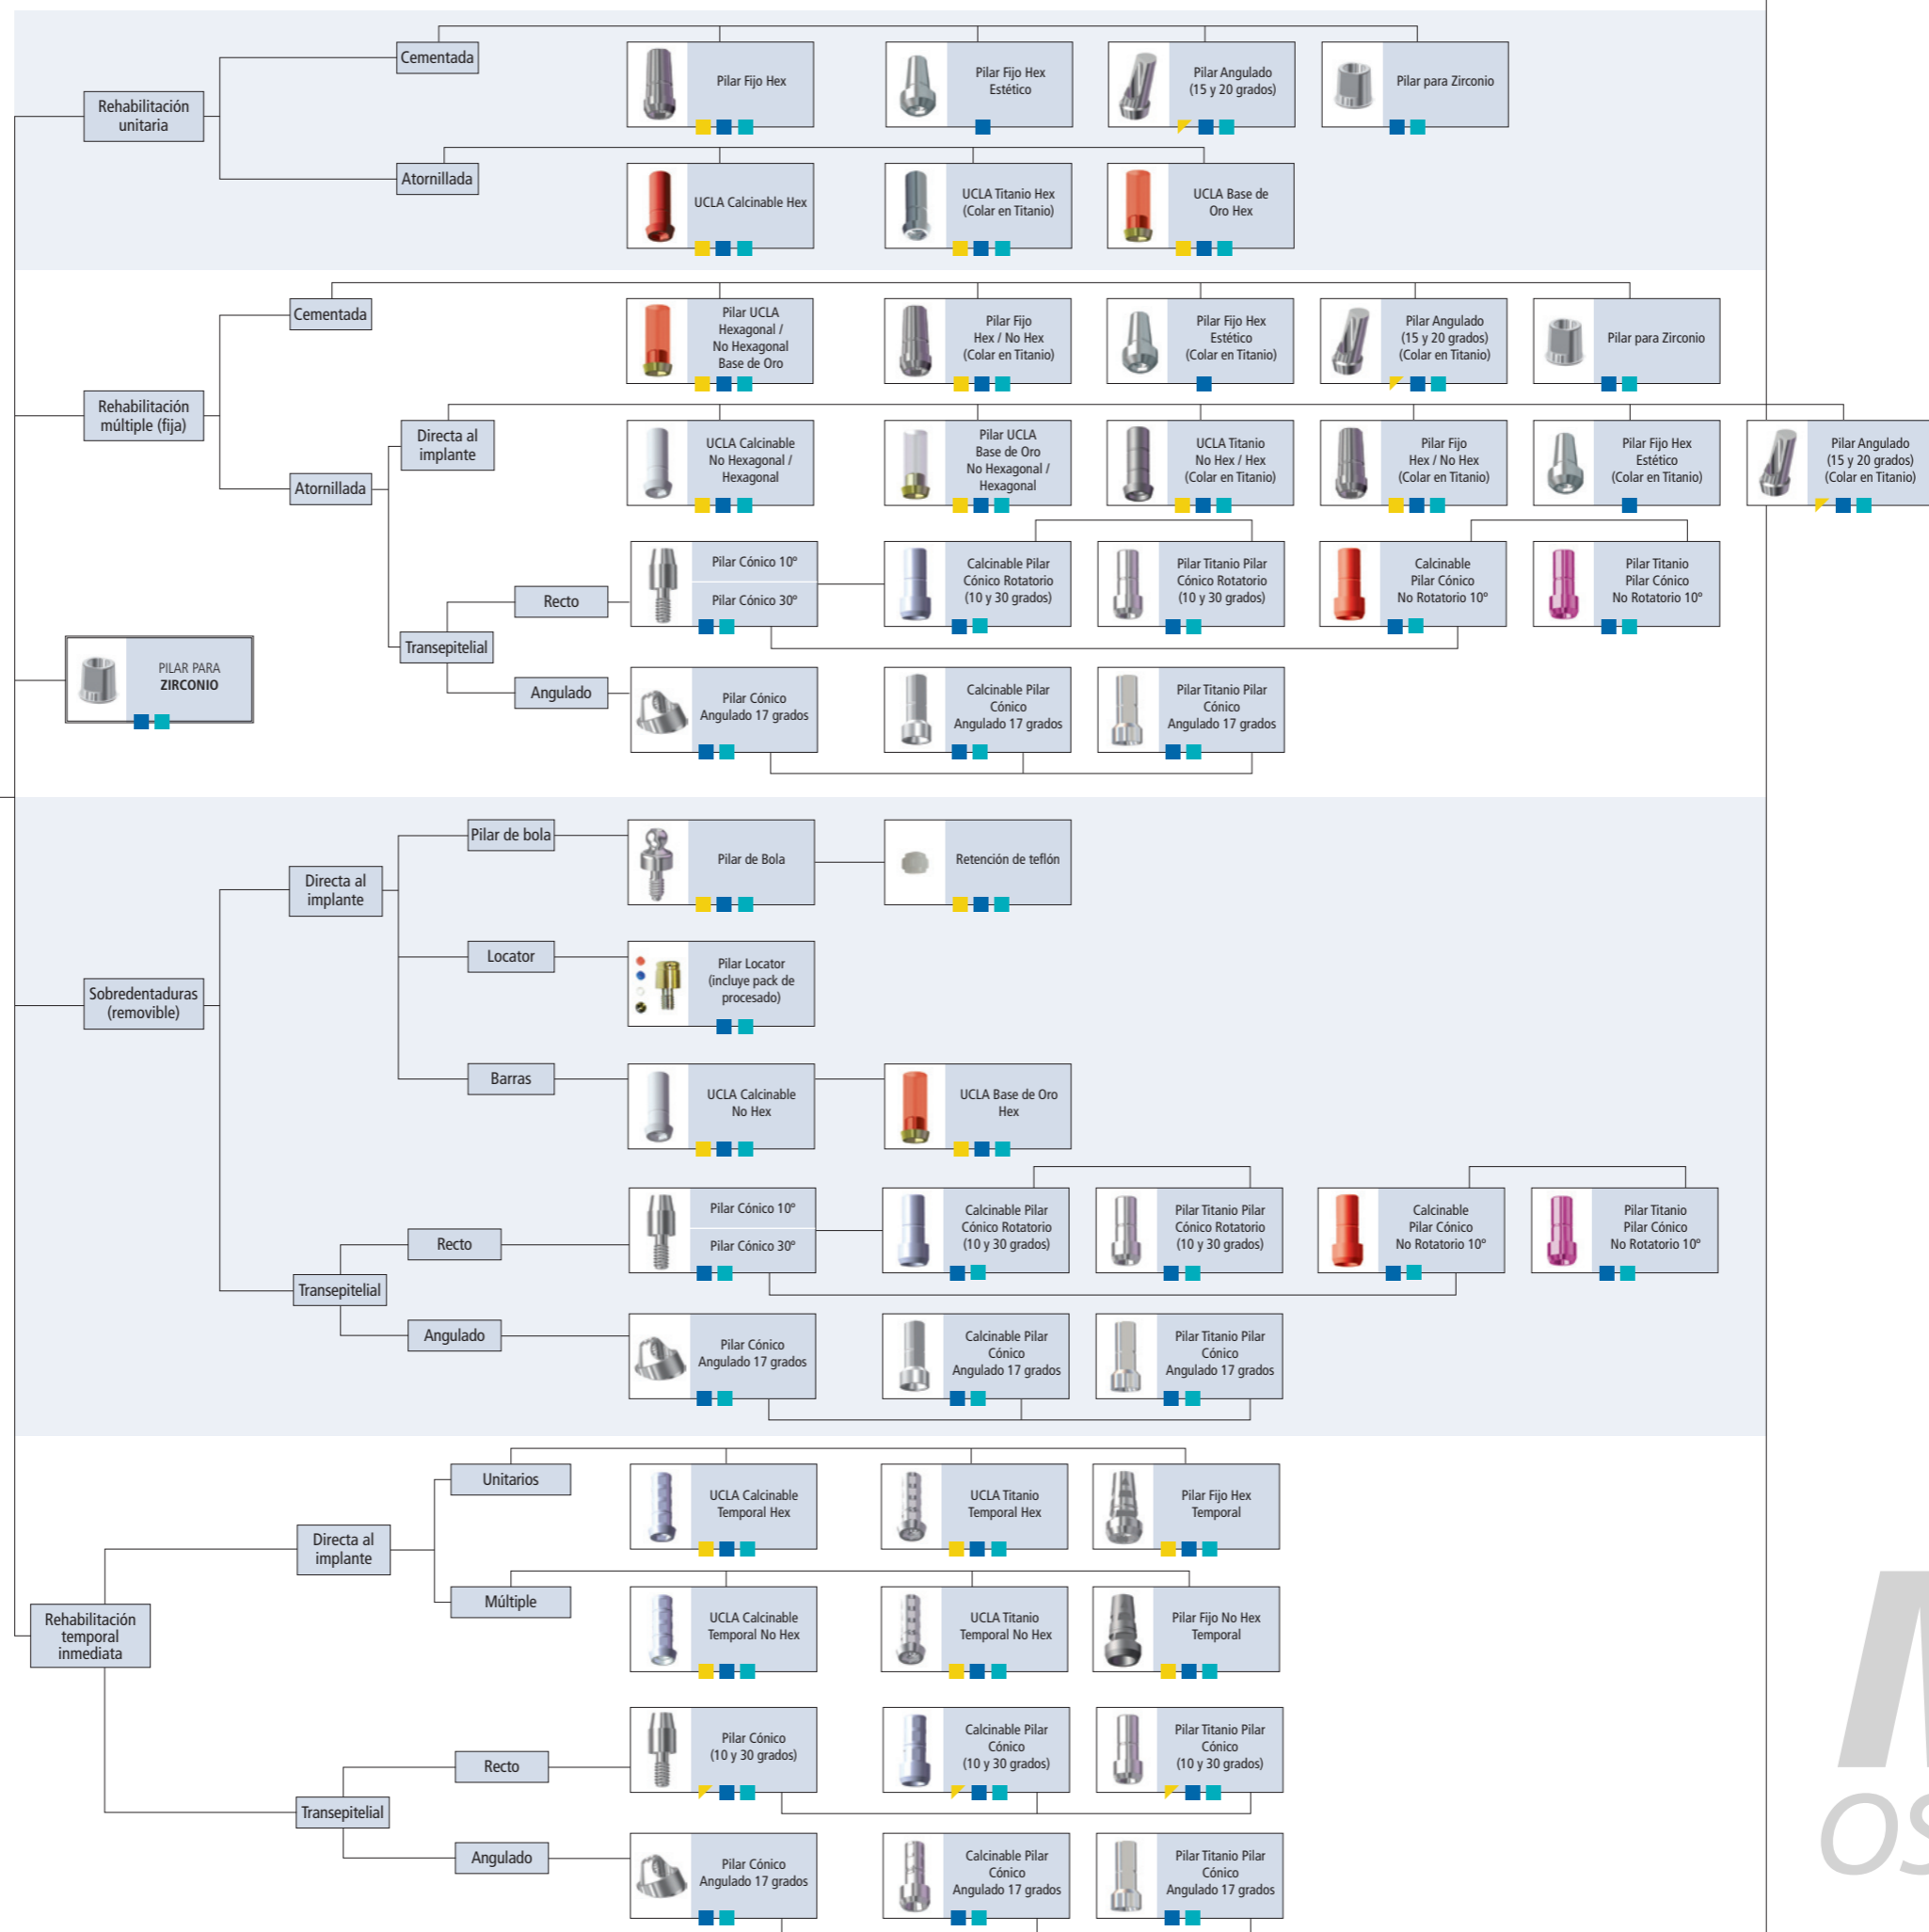 Cementada
Pilar Fijo Hex
Pilar Fijo Hex
Estético
Pilar Angulado
(15 y 20 grados)
Pilar para Zirconio
Rehabilitación
unitaria
Atornillada
UCLA Calcinable Hex
UCLA Titanio Hex
(Colar en Titanio)
UCLA Base de
Oro Hex
Cementada
Pilar UCLA
Hexagonal /
No Hexagonal
Base de Oro
Pilar Fijo
Hex / No Hex
(Colar en Titanio)
Pilar Fijo Hex
Estético
(Colar en Titanio)
Pilar Angulado
(15 y 20 grados)
(Colar en Titanio)
Pilar para Zirconio
Rehabilitación
múltiple (fija)
Directa al
implante
UCLA Calcinable
No Hexagonal /
Hexagonal
Pilar UCLA
Base de Oro
No Hexagonal /
Hexagonal
UCLA Titanio
No Hex / Hex
(Colar en Titanio)
Pilar Fijo
Hex / No Hex
(Colar en Titanio)
Pilar Fijo Hex
Estético
(Colar en Titanio)
Pilar Angulado
(15 y 20 grados)
(Colar en Titanio)
Atornillada
Recto
Pilar Cónico 10º
Pilar Cónico 30º
Calcinable Pilar
Cónico Rotatorio
(10 y 30 grados)
Pilar Titanio Pilar
Cónico Rotatorio
(10 y 30 grados)
Calcinable
Pilar Cónico
No Rotatorio 10º
Pilar Titanio
Pilar Cónico
No Rotatorio 10º
Transepitelial
Angulado
Pilar Cónico
Angulado 17 grados
Calcinable Pilar
Cónico
Angulado 17 grados
Pilar Titanio Pilar
Cónico
Angulado 17 grados
PILAR PARA
ZIRCONIO
Pilar de bola
Pilar de Bola
Retención de teflón
Directa al
implante
Locator
Pilar Locator
(incluye pack de
procesado)
Sobredentaduras
(removible)
Barras
UCLA Calcinable
No Hex
UCLA Base de Oro
Hex
Recto
Pilar Cónico 10º
Pilar Cónico 30º
Calcinable Pilar
Cónico Rotatorio
(10 y 30 grados)
Pilar Titanio Pilar
Cónico Rotatorio
(10 y 30 grados)
Calcinable
Pilar Cónico
No Rotatorio 10º
Pilar Titanio
Pilar Cónico
No Rotatorio 10º
Transepitelial
Angulado
Pilar Cónico
Angulado 17 grados
Calcinable Pilar
Cónico
Angulado 17 grados
Pilar Titanio Pilar
Cónico
Angulado 17 grados
Unitarios
UCLA Calcinable
Temporal Hex
UCLA Titanio
Temporal Hex
Pilar Fijo Hex
Temporal
Directa al
implante
Múltiple
UCLA Calcinable
Temporal No Hex
UCLA Titanio
Temporal No Hex
Pilar Fijo No Hex
Temporal
Rehabilitación
temporal
inmediata
Recto
Pilar Cónico
(10 y 30 grados)
Calcinable Pilar
Cónico
(10 y 30 grados)
Pilar Titanio Pilar
Cónico
(10 y 30 grados)
Transepitelial
Angulado
Pilar Cónico
Angulado 17 grados
Calcinable Pilar
Cónico
Angulado 17 grados
Pilar Titanio Pilar
Cónico
Angulado 17 grados